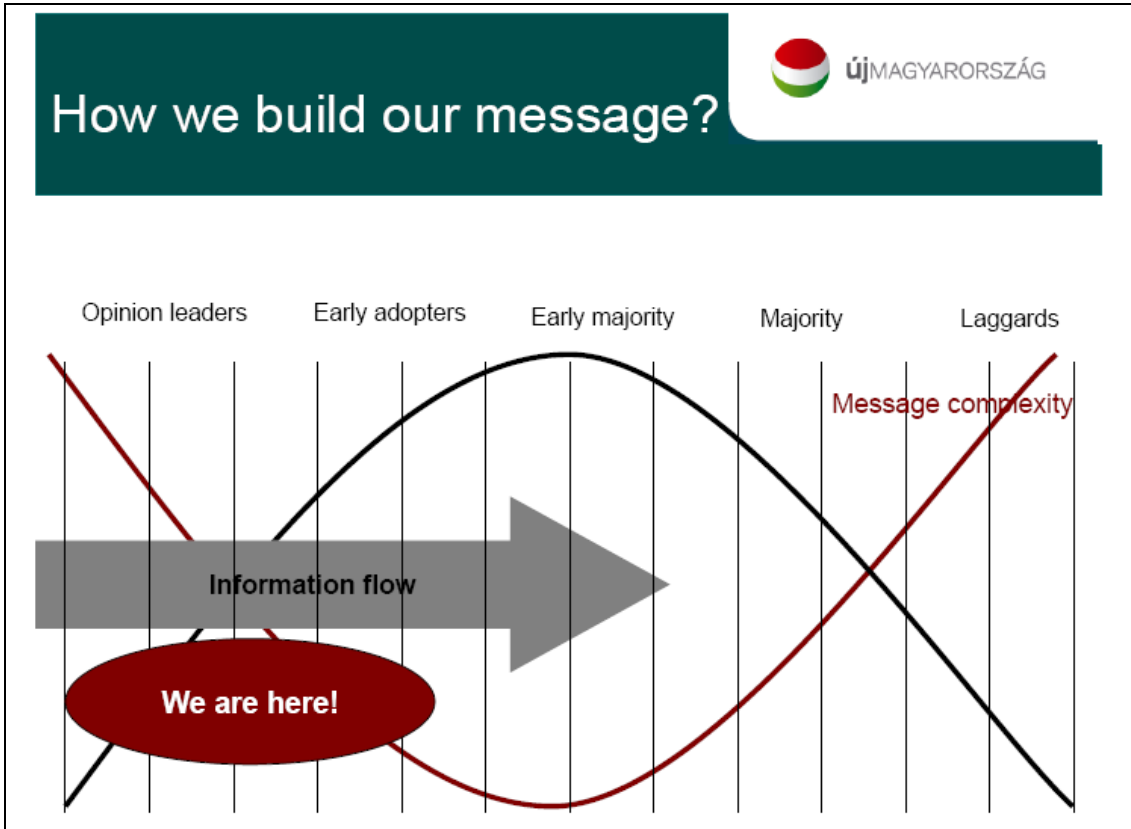 újMAGYARORSZÁG
How we build our message?
Opinion leaders
Early adopters
Early majority
Majority
Laggards
Message complexity
Information flow
We are here!